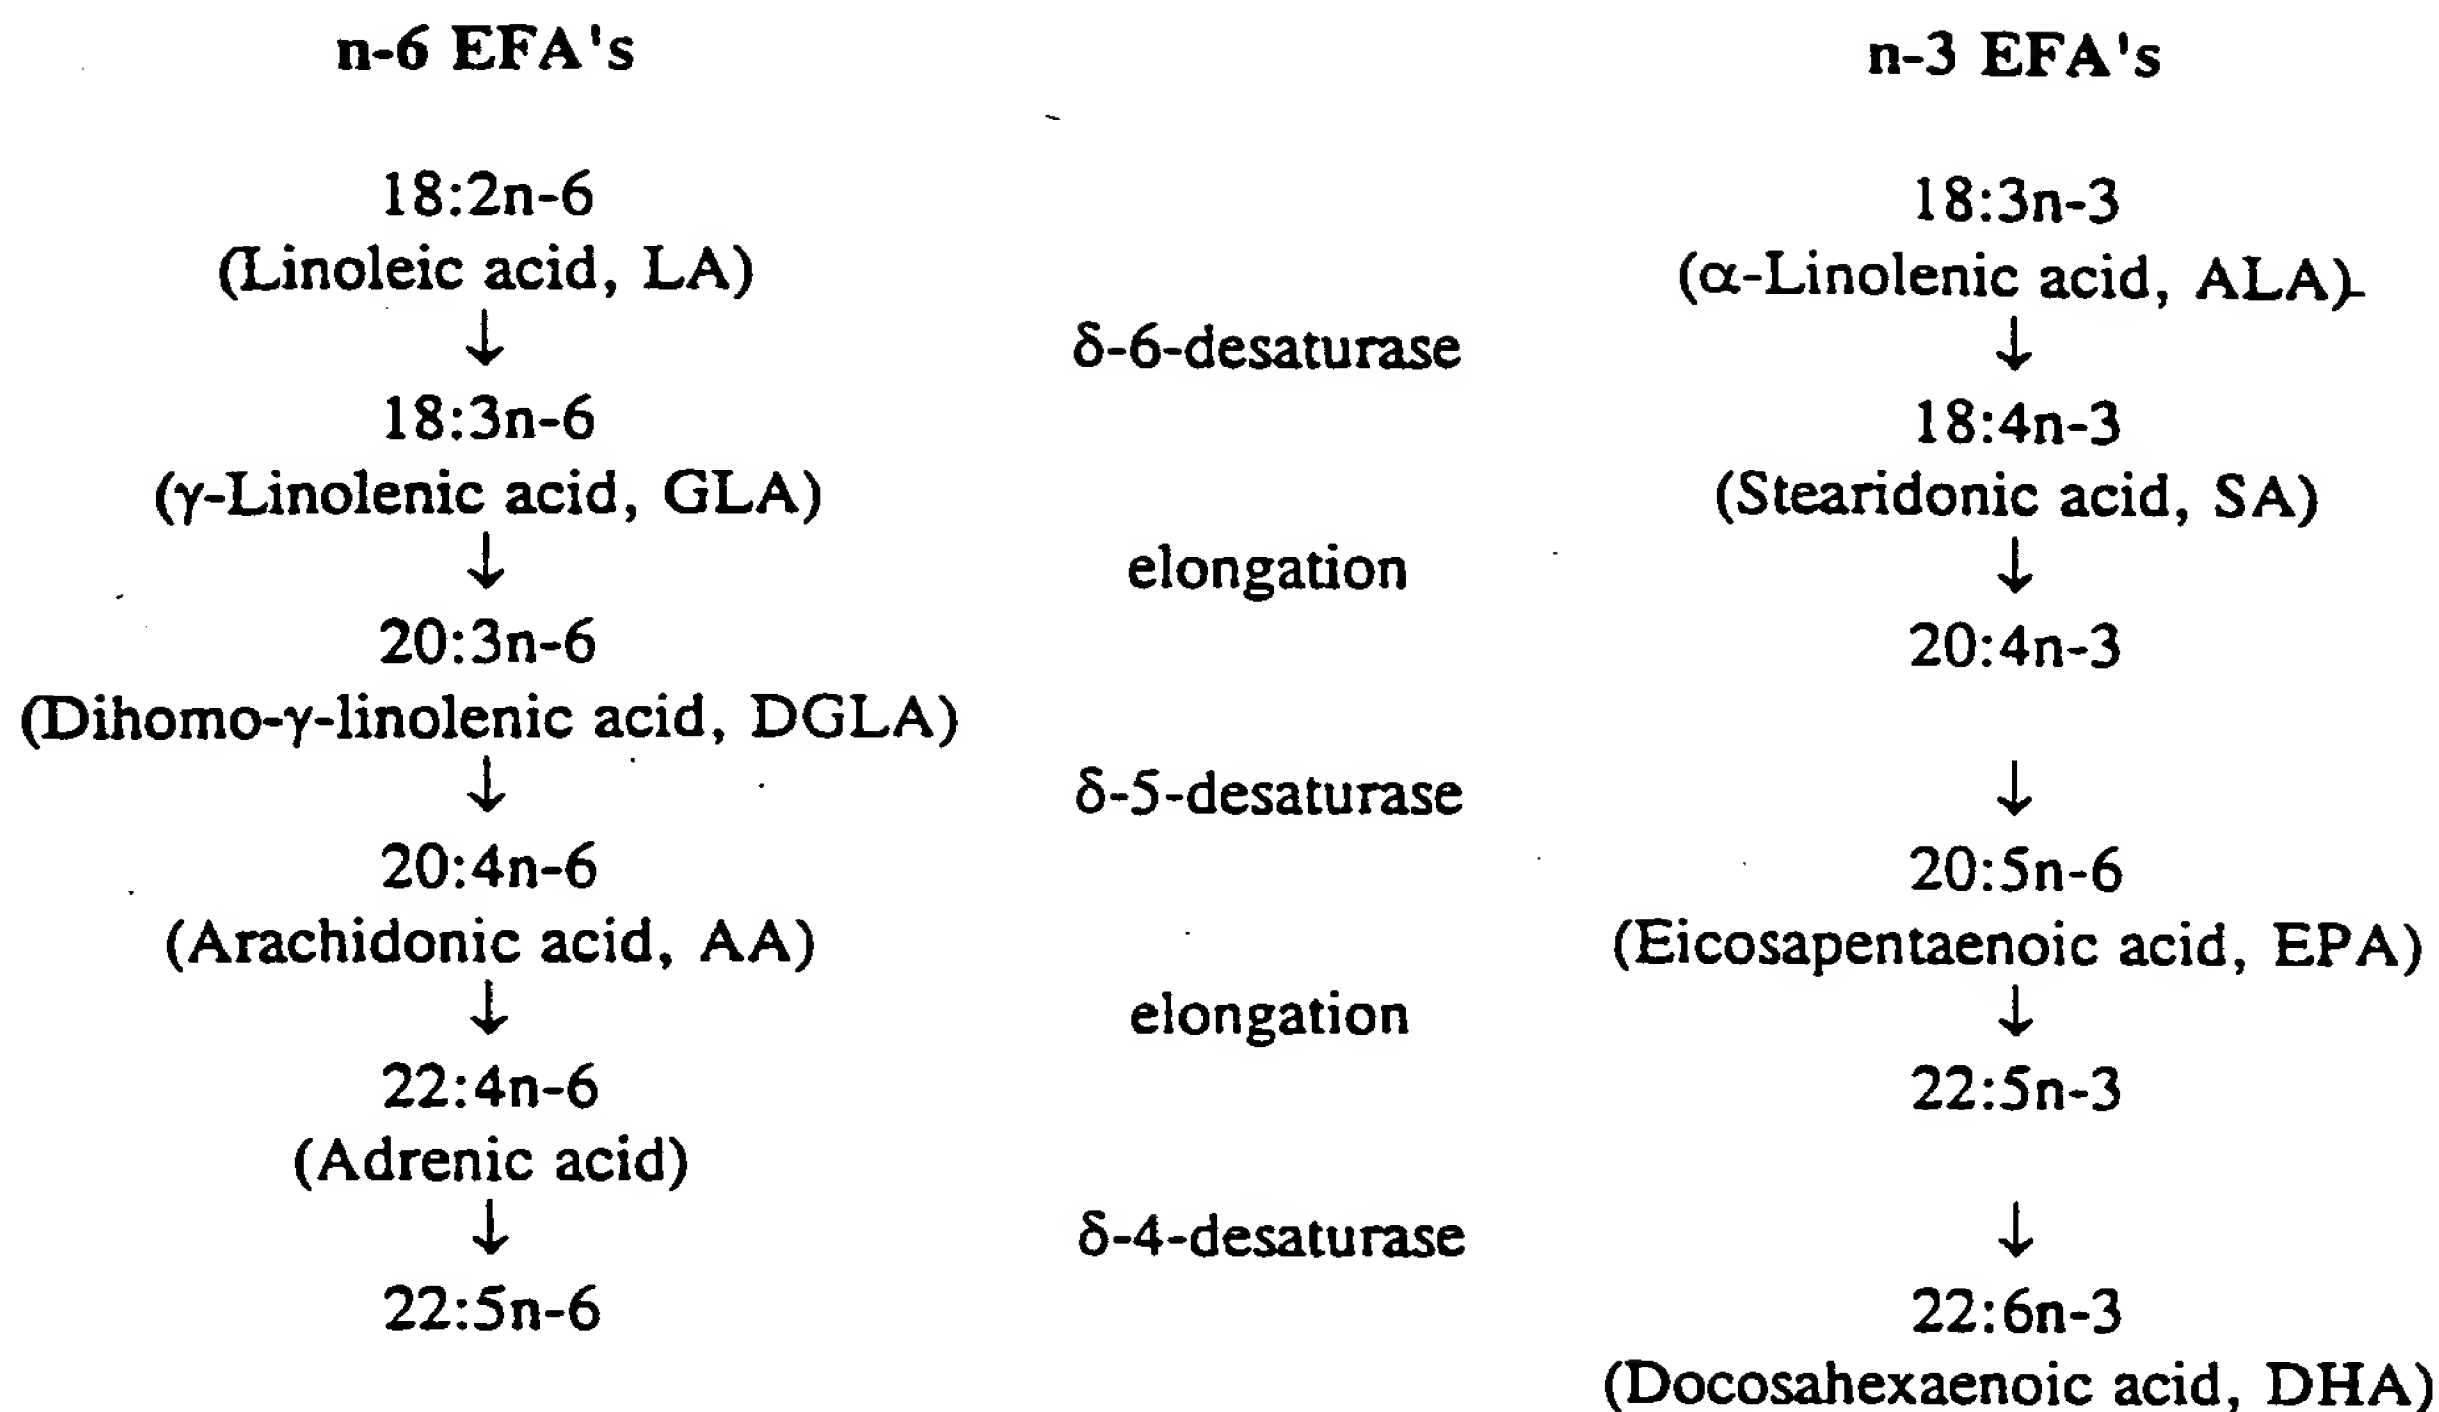 n-6 EFA's
n-3 EFA's
18:2n-6
18:3n-3
(Linoleic acid, LA)
(α-Linolenic acid, ALA)
↓
δ-6-desaturase
↓
18:3n-6
18:4n-3
(γ-Linolenic acid, GLA)
(Stearidonic acid, SA)
↓
elongation
↓
20:3n-6
20:4n-3
(Dihomo-γ-linolenic acid, DGLA)
↓
δ-5-desaturase
↓
20:4n-6
20:5n-6
(Arachidonic acid, AA)
(Eicosapentaenoic acid, EPA)
↓
elongation
↓
22:4n-6
22:5n-3
(Adrenic acid)
↓
δ-4-desaturase
↓
22:5n-6
22:6n-3
(Docosahexaenoic acid, DHA)